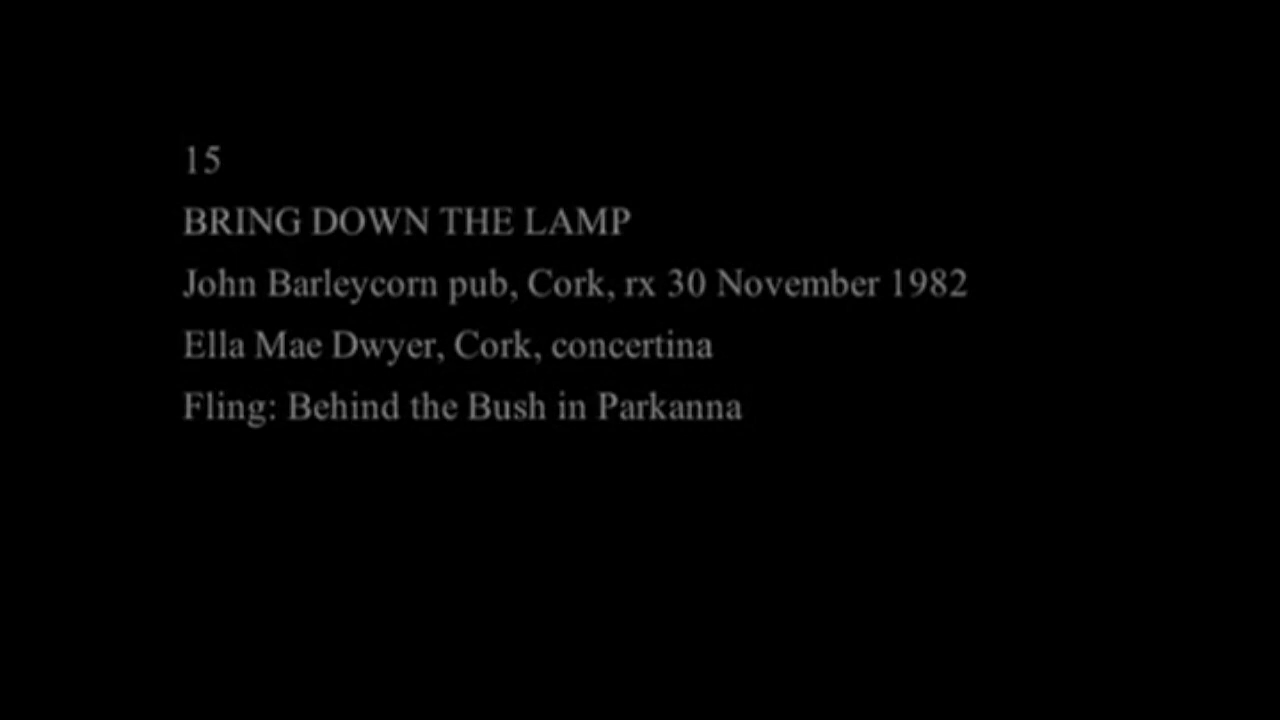 15
BRING DOWN THE LAMP
John Barleycorn pub, Cork, rx 30 November 1982
Ella Mae Dwyer, Cork, concertina
Fling: Behind the Bush in Parkanna